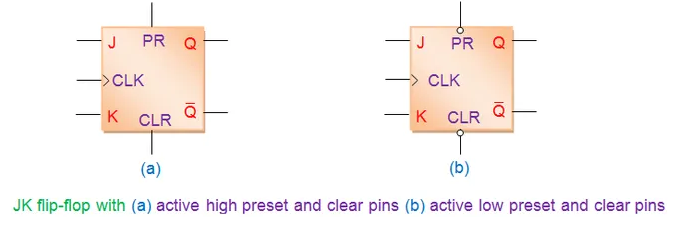 J PR Q
CLK
K CLR Q̅
(a)
J PR Q
CLK
K CLR Q̅
(b)
JK flip-flop with (a) active high preset and clear pins (b) active low preset and clear pins